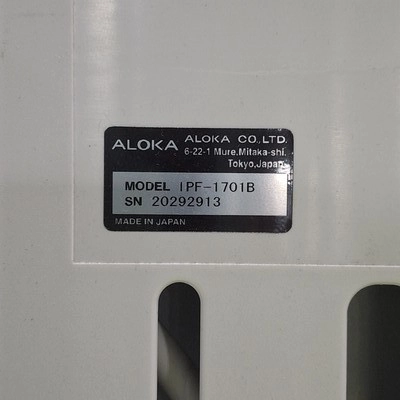 ALOKA
ALOKA CO.,LTD.
6-22-1 Mure,Mitaka-shi,
Tokyo,Japan
MODEL IPF-1701B
SN 20292913
MADE IN JAPAN